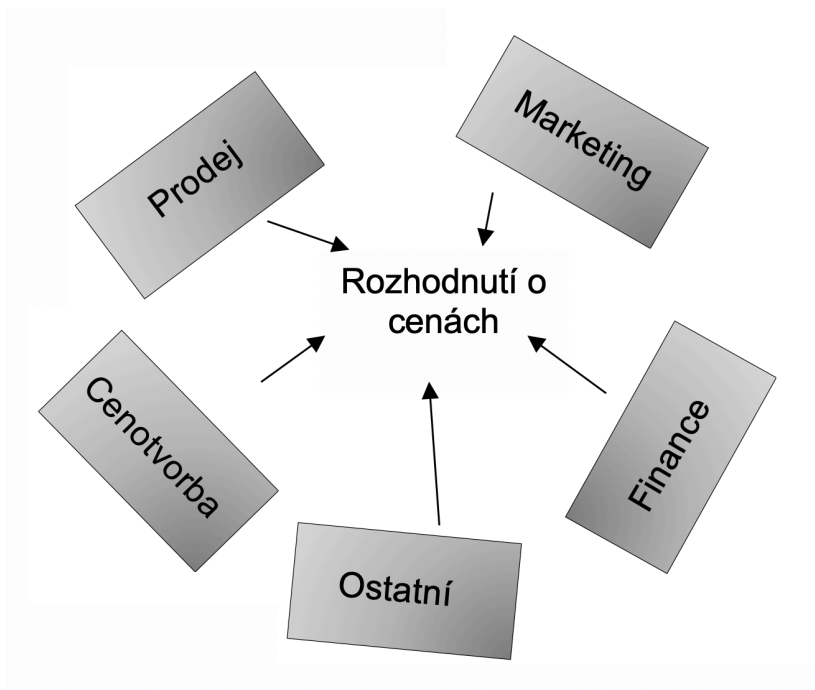 Prodej
Marketing
Rozhodnutí o
cenách
Cenotvorba
Finance
Ostatní